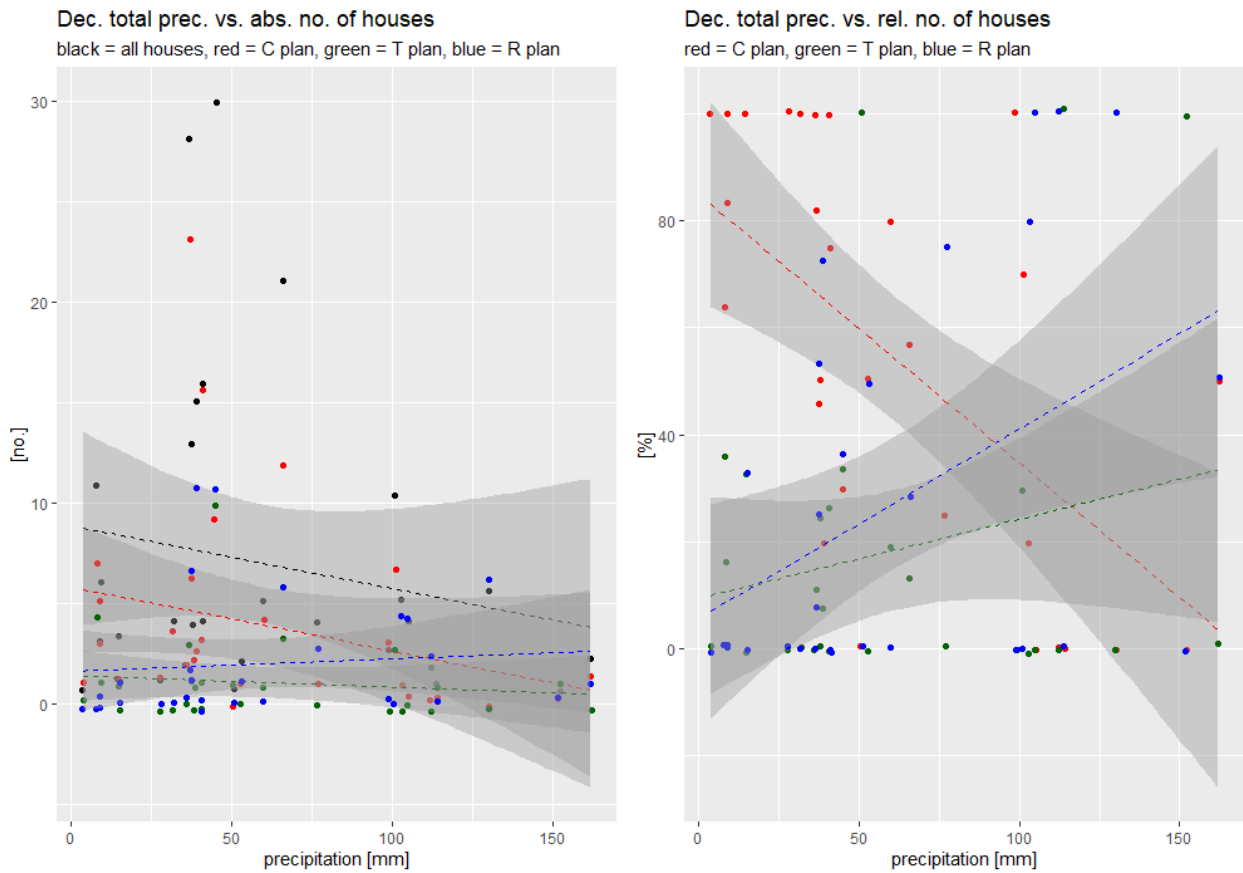 Dec. total prec. vs. abs. no. of houses
black = all houses, red = C plan, green = T plan, blue = R plan
30
20
10
0
[no.]
0 50 100 150
precipitation [mm]
Dec. total prec. vs. rel. no. of houses
red = C plan, green = T plan, blue = R plan
80
40
0
[%]
0 50 100 150
precipitation [mm]